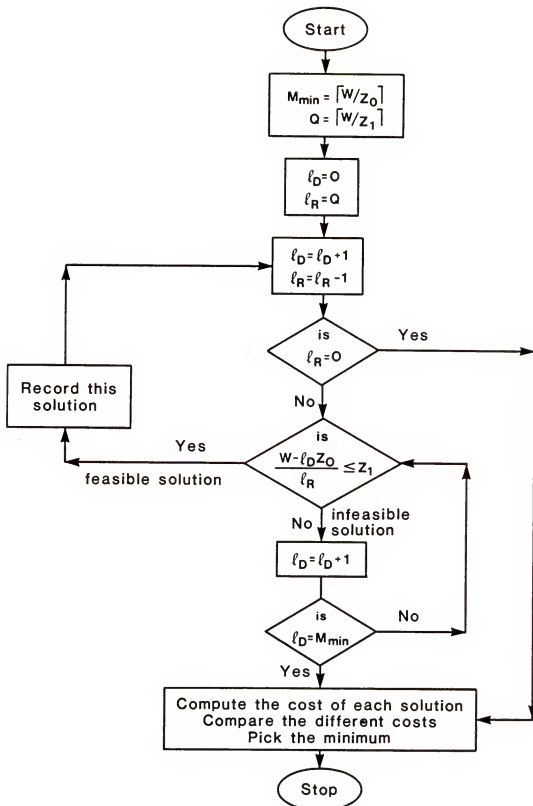 Start
M_min = ⌈W/Z_0⌉
Q = ⌈W/Z_1⌉
ℓ_D = O
ℓ_R = Q
ℓ_D = ℓ_D + 1
ℓ_R = ℓ_R - 1
is
ℓ_R = O
Yes
No
Record this
solution
is
W - ℓ_D Z_O
ℓ_R
≤ Z_1
Yes
feasible solution
No
infeasible
solution
ℓ_D = ℓ_D + 1
is
ℓ_D = M_min
No
Yes
Compute the cost of each solution
Compare the different costs
Pick the minimum
Stop